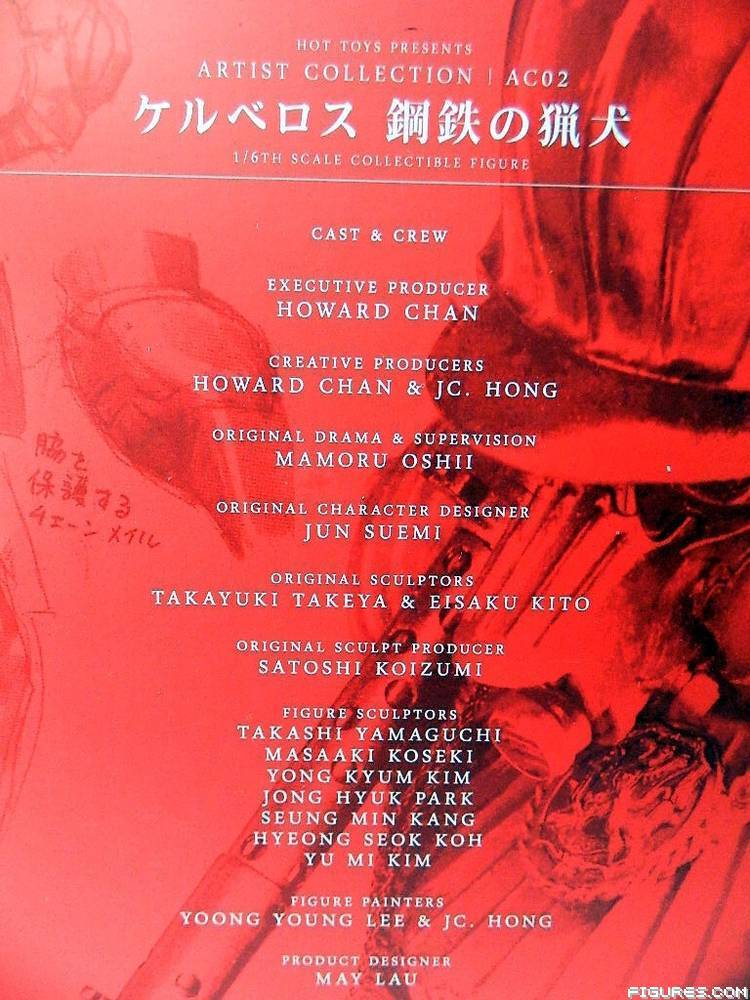 HOT TOYS PRESENTS
ARTIST COLLECTION | AC02
ケルベロス 鋼鉄の猟犬
1/6TH SCALE COLLECTIBLE FIGURE
CAST & CREW
EXECUTIVE PRODUCER
HOWARD CHAN
CREATIVE PRODUCERS
HOWARD CHAN & JC. HONG
ORIGINAL DRAMA & SUPERVISION
MAMORU OSHII
ORIGINAL CHARACTER DESIGNER
JUN SUEMI
脇を
保護する
チェーンメイル
ORIGINAL SCULPTORS
TAKAYUKI TAKEYA & EISAKU KITO
ORIGINAL SCULPT PRODUCER
SATOSHI KOIZUMI
FIGURE SCULPTORS
TAKASHI YAMAGUCHI
MASAAKI KOSEKI
YONG KYUM KIM
JONG HYUK PARK
SEUNG MIN KANG
HYEONG SEOK KOH
YU MI KIM
FIGURE PAINTERS
YOONG YOUNG LEE & JC. HONG
PRODUCT DESIGNER
MAY LAU
FIGURES.COM